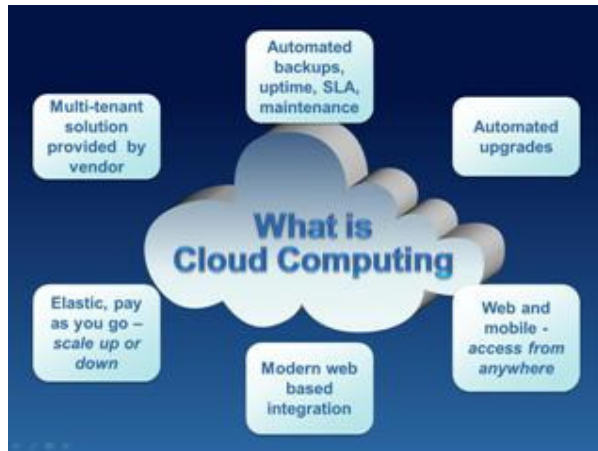 Automated
backups,
uptime, SLA,
maintenance
Multi-tenant
solution
provided by
vendor
Automated
upgrades
What is
Cloud Computing
Elastic, pay
as you go –
scale up or
down
Web and
mobile -
access from
anywhere
Modern web
based
integration